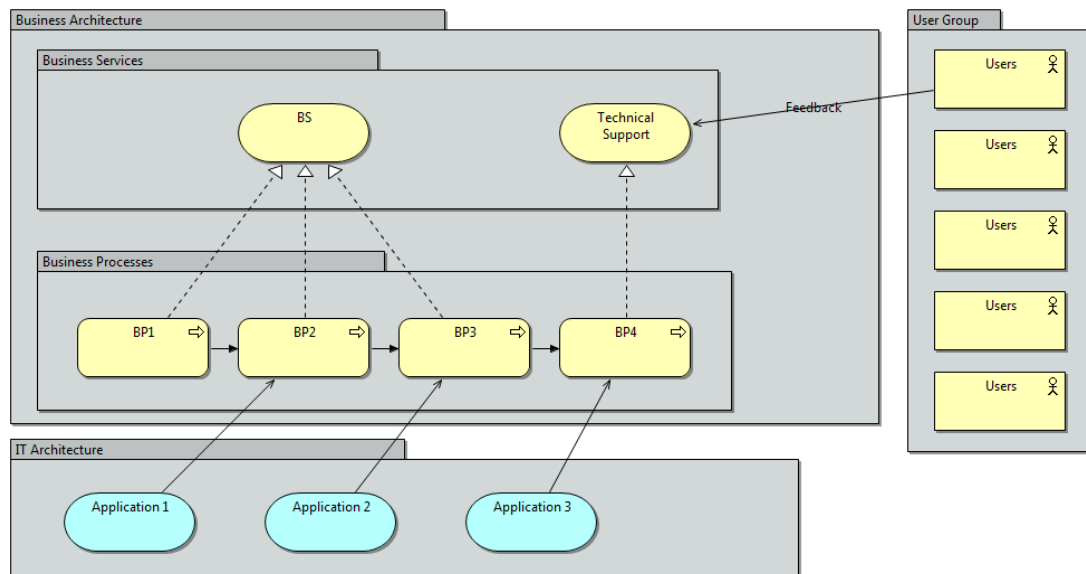 Business Architecture
User Group
Business Services
Users
BS
Technical
Support
Feedback
Users
Users
Business Processes
Users
BP1
BP2
BP3
BP4
Users
IT Architecture
Application 1
Application 2
Application 3